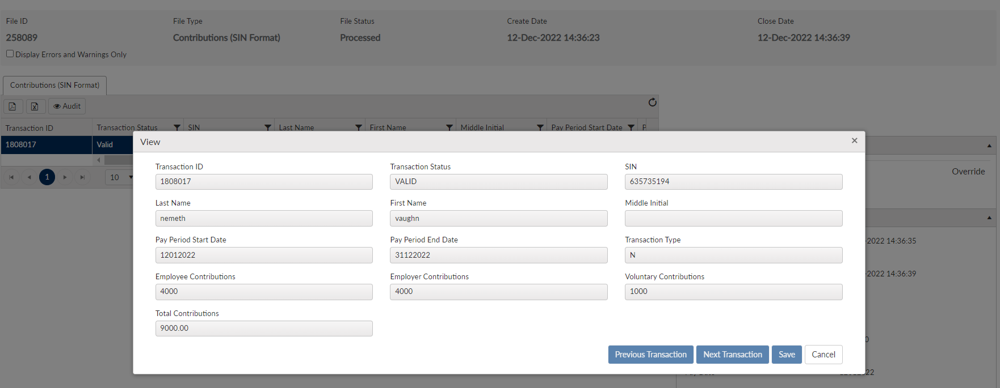 File ID File Type File Status Create Date Close Date
258089 Contributions (SIN Format) Processed 12-Dec-2022 14:36:23 12-Dec-2022 14:36:39
Display Errors and Warnings Only
Contributions (SIN Format)
Audit
Transaction ID Transaction Status SIN Last Name First Name Middle Initial Pay Period Start Date P
1808017 Valid
1 10
Override
View
Transaction ID Transaction Status SIN
1808017 VALID 635735194
Last Name First Name Middle Initial
nemeth vaughn
Pay Period Start Date Pay Period End Date Transaction Type
12012022 31122022 N
Employee Contributions Employer Contributions Voluntary Contributions
4000 4000 1000
Total Contributions
9000.00
Previous Transaction Next Transaction Save Cancel
-2022 14:36:35
-2022 14:36:39